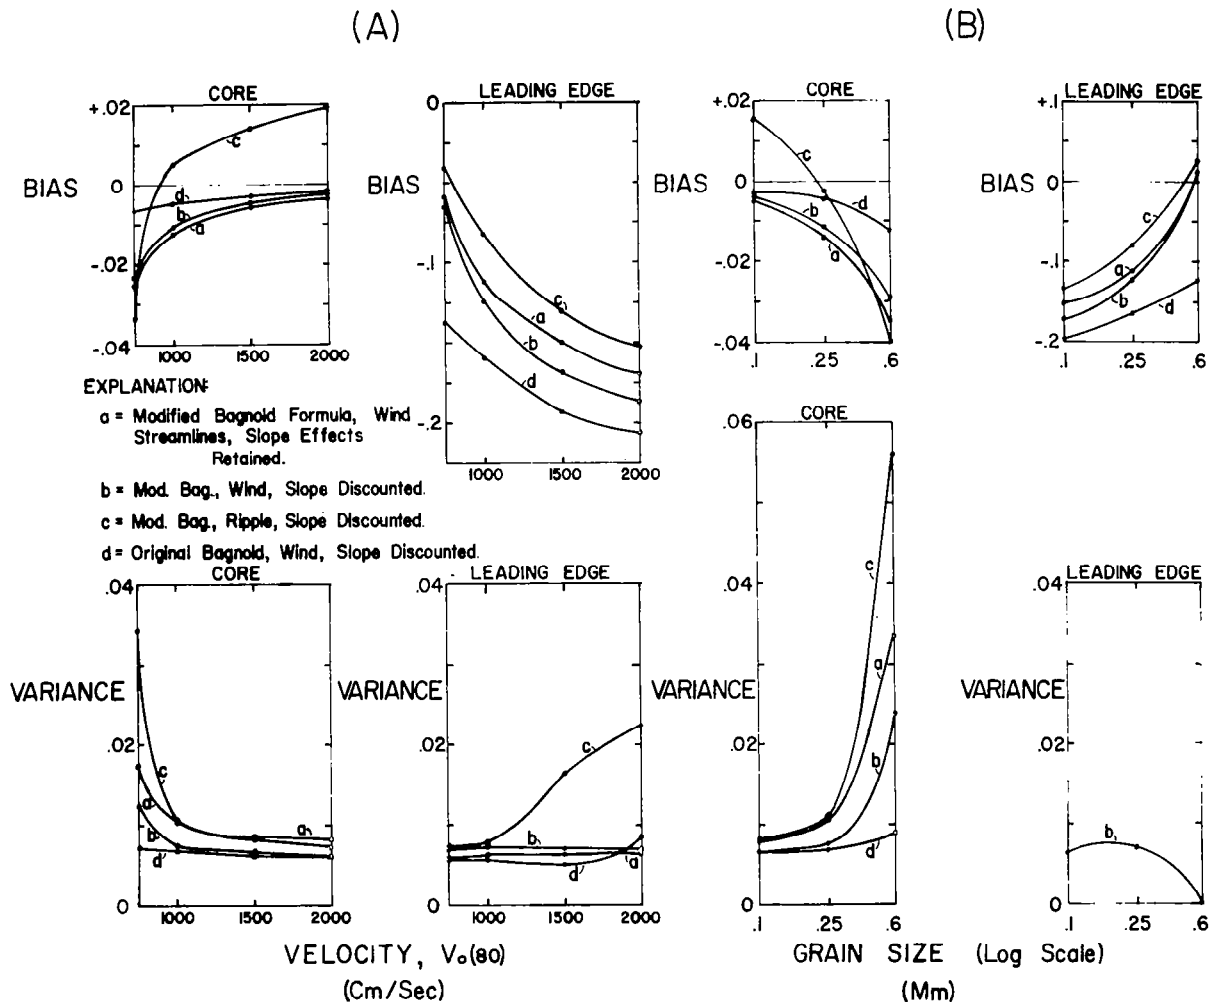 (A)
(B)
CORE
LEADING EDGE
CORE
LEADING EDGE
+.02
0
-.02
-.04
BIAS
c
d
b
a
1000
1500
2000
0
-.1
-.2
BIAS
c
a
b
d
1000
1500
2000
+.02
0
-.02
-.04
BIAS
c
d
b
a
.1
.25
.6
+.1
0
-.1
-.2
BIAS
c
a
b
d
.1
.25
.6
EXPLANATION:
a = Modified Bagnold Formula, Wind
Streamlines, Slope Effects
Retained.
b = Mod. Bag., Wind, Slope Discounted.
c = Mod. Bag., Ripple, Slope Discounted.
d = Original Bagnold, Wind, Slope Discounted.
CORE
LEADING EDGE
CORE
LEADING EDGE
.04
.02
0
VARIANCE
c
a
b
d
a
1000
1500
2000
.04
.02
0
VARIANCE
c
b
d
a
1000
1500
2000
.06
.04
.02
0
VARIANCE
c
a
b
d
.1
.25
.6
.04
.02
0
VARIANCE
b
.1
.25
.6
VELOCITY, Vo(80)
(Cm/Sec)
GRAIN SIZE (Log Scale)
(Mm)